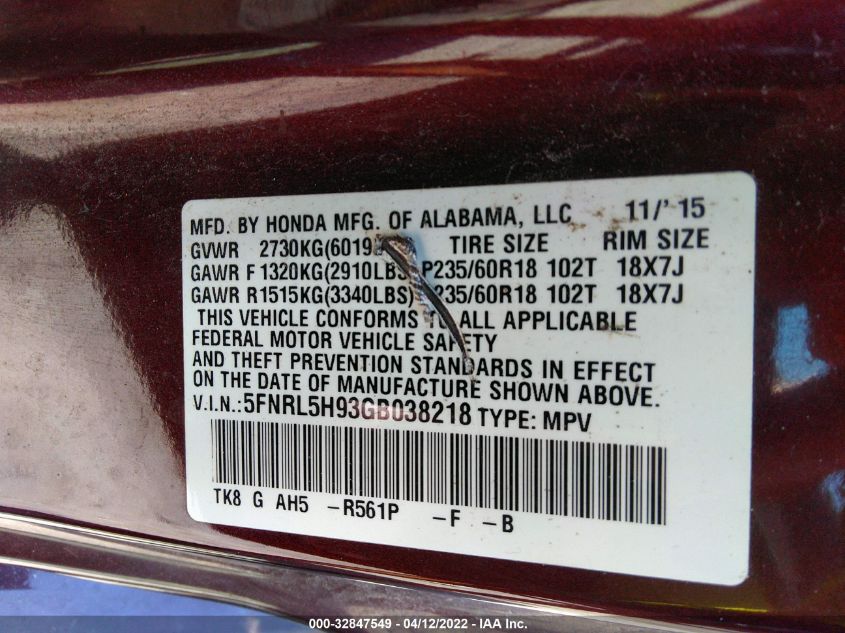 MFD. BY HONDA MFG. OF ALABAMA, LLC 11/'15
GVWR 2730KG(6019 TIRE SIZE RIM SIZE
GAWR F 1320KG(2910LBS) P235/60R18 102T 18X7J
GAWR R 1515KG(3340LBS) 235/60R18 102T 18X7J
THIS VEHICLE CONFORMS TO ALL APPLICABLE
FEDERAL MOTOR VEHICLE SAFETY
AND THEFT PREVENTION STANDARDS IN EFFECT
ON THE DATE OF MANUFACTURE SHOWN ABOVE.
V.I.N.:5FNRL5H93GB038218 TYPE: MPV
TK8 G AH5 -R561P -F -B
000-32847549 - 04/12/2022 - IAA Inc.